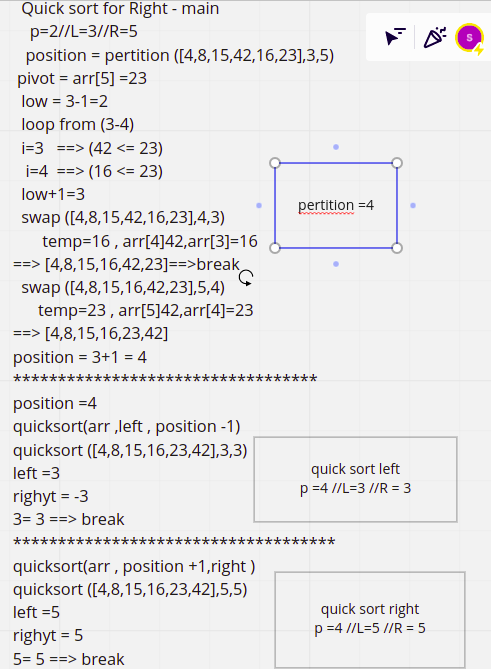 Quick sort for Right - main
p=2//L=3//R=5
position = pertition ([4,8,15,42,16,23],3,5)
pivot = arr[5] =23
low = 3-1=2
loop from (3-4)
i=3 ==> (42 <= 23)
i=4 ==> (16 <= 23)
low+1=3
swap ([4,8,15,42,16,23],4,3)
temp=16 , arr[4]42,arr[3]=16
==> [4,8,15,16,42,23]==>break
swap ([4,8,15,16,42,23],5,4)
temp=23 , arr[5]42,arr[4]=23
==> [4,8,15,16,23,42]
position = 3+1 = 4
**********************************
position =4
quicksort(arr ,left , position -1)
quicksort ([4,8,15,16,23,42],3,3)
left =3
righyt = -3
3= 3 ==> break
************************************
quicksort(arr , position +1,right )
quicksort ([4,8,15,16,23,42],5,5)
left =5
righyt = 5
5= 5 ==> break
S
pertition =4
quick sort left
p =4 //L=3 //R = 3
quick sort right
p =4 //L=5 //R = 5